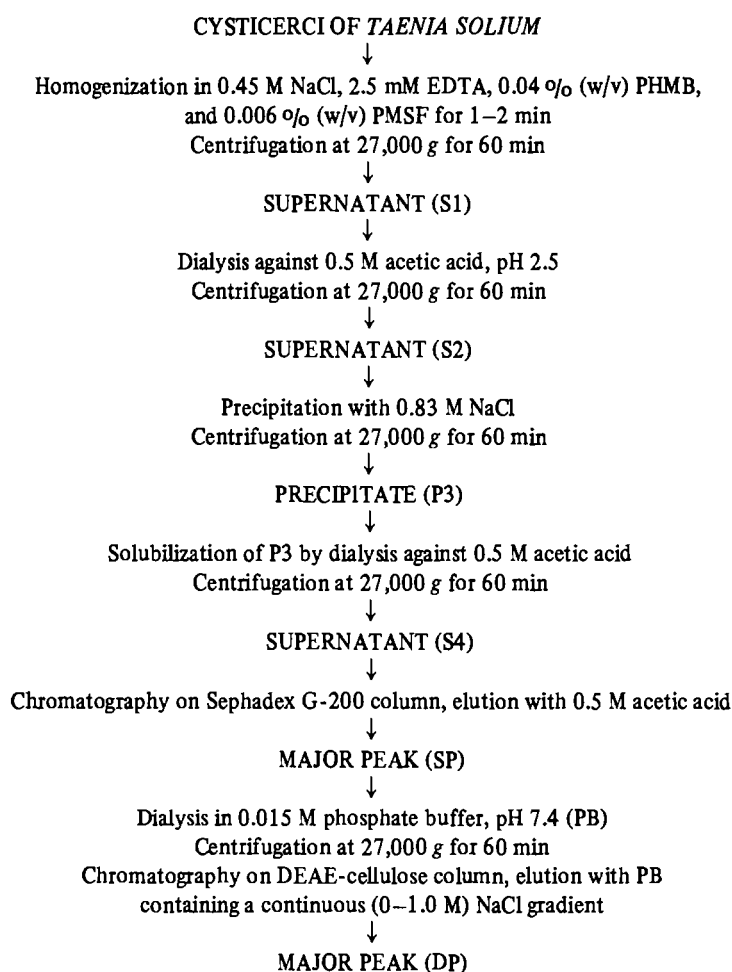 CYSTICERCI OF TAENIA SOLIUM
↓
Homogenization in 0.45 M NaCl, 2.5 mM EDTA, 0.04 % (w/v) PHMB,
and 0.006 % (w/v) PMSF for 1–2 min
Centrifugation at 27,000 g for 60 min
↓
SUPERNATANT (S1)
↓
Dialysis against 0.5 M acetic acid, pH 2.5
Centrifugation at 27,000 g for 60 min
↓
SUPERNATANT (S2)
↓
Precipitation with 0.83 M NaCl
Centrifugation at 27,000 g for 60 min
↓
PRECIPITATE (P3)
↓
Solubilization of P3 by dialysis against 0.5 M acetic acid
Centrifugation at 27,000 g for 60 min
↓
SUPERNATANT (S4)
↓
Chromatography on Sephadex G-200 column, elution with 0.5 M acetic acid
↓
MAJOR PEAK (SP)
↓
Dialysis in 0.015 M phosphate buffer, pH 7.4 (PB)
Centrifugation at 27,000 g for 60 min
Chromatography on DEAE-cellulose column, elution with PB
containing a continuous (0–1.0 M) NaCl gradient
↓
MAJOR PEAK (DP)